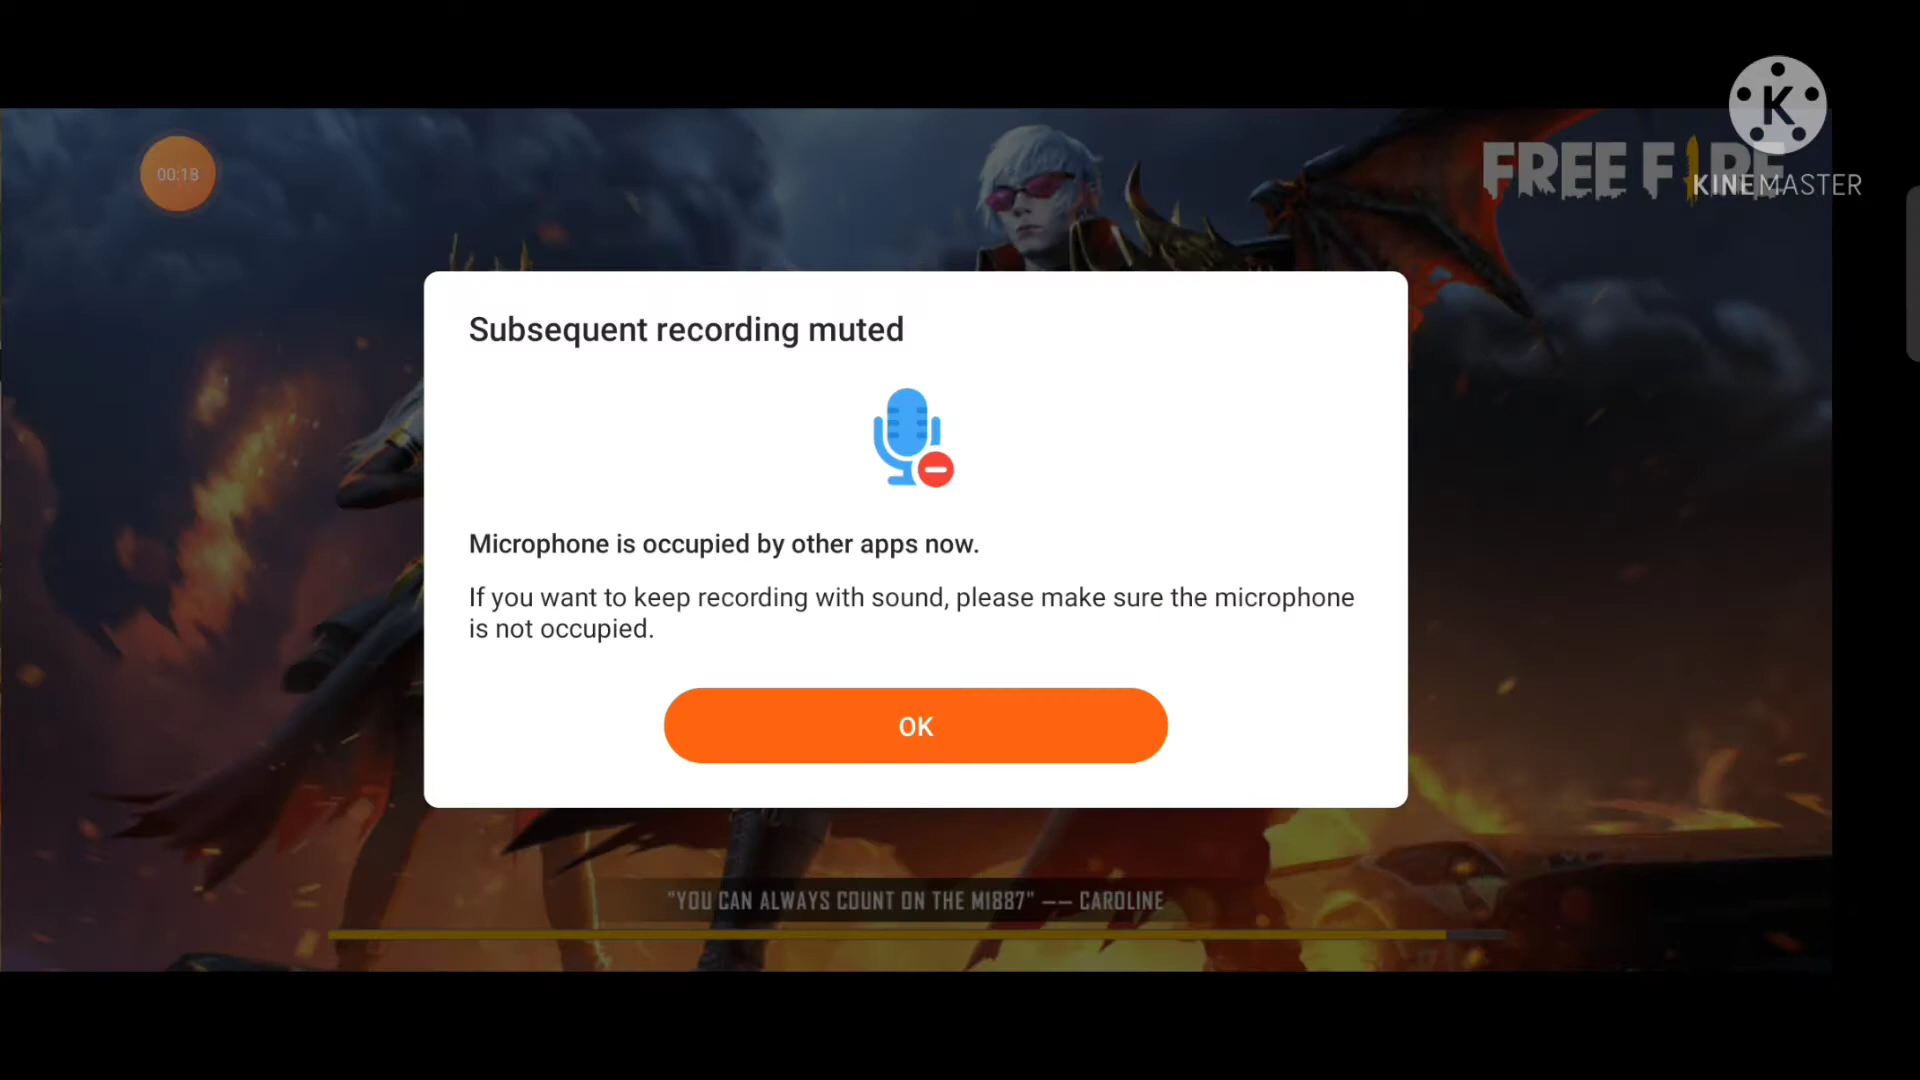 00:18
FREE FIRE
K
KINEMASTER
Subsequent recording muted
Microphone is occupied by other apps now.
If you want to keep recording with sound, please make sure the microphone
is not occupied.
OK
"YOU CAN ALWAYS COUNT ON THE M1887" —— CAROLINE